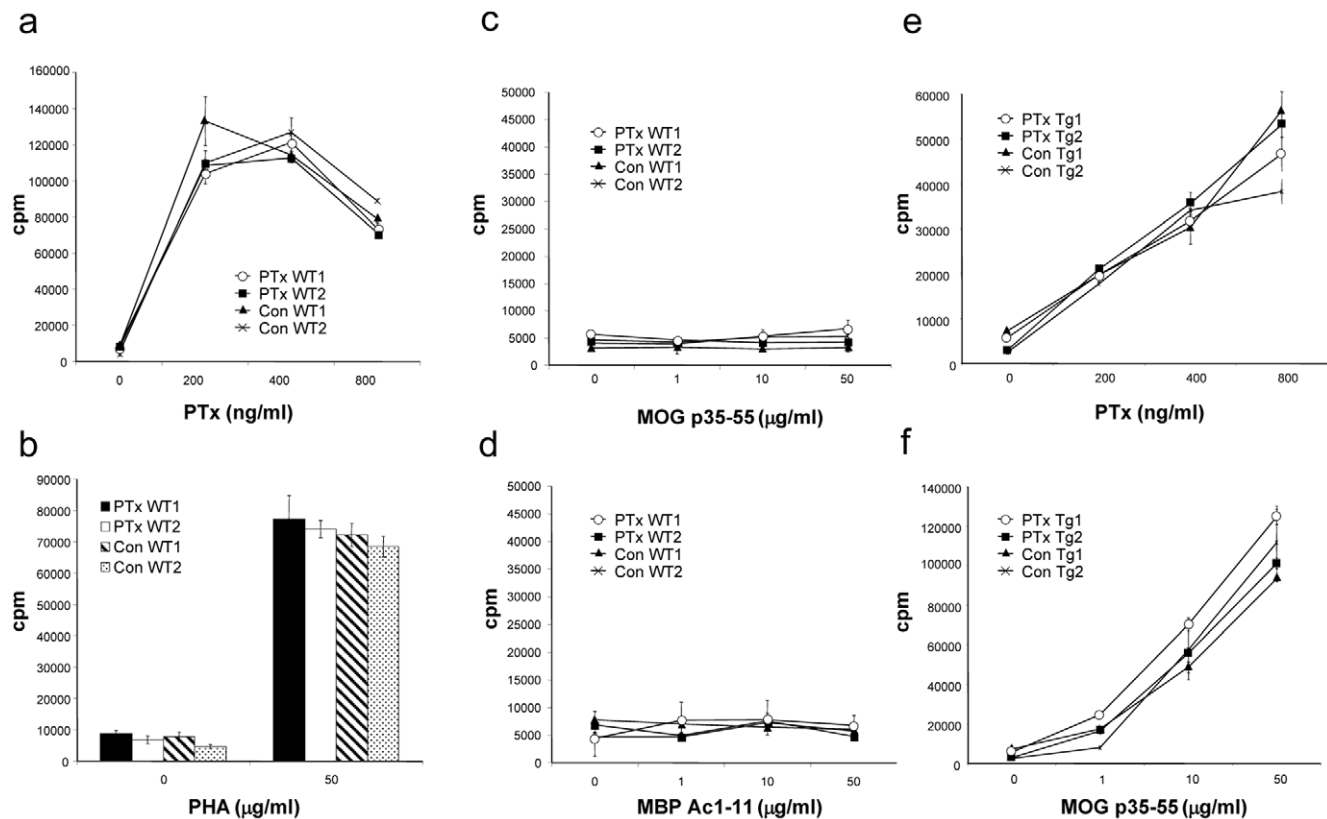 a
cpm
160000
140000
120000
100000
80000
60000
40000
20000
0
PTx WT1
PTx WT2
Con WT1
Con WT2
0 200 400 800
PTx (ng/ml)
b
cpm
90000
80000
70000
60000
50000
40000
30000
20000
10000
0
PTx WT1
PTx WT2
Con WT1
Con WT2
0 50
PHA (μg/ml)
c
cpm
50000
45000
40000
35000
30000
25000
20000
15000
10000
5000
0
PTx WT1
PTx WT2
Con WT1
Con WT2
0 1 10 50
MOG p35-55 (μg/ml)
d
cpm
50000
45000
40000
35000
30000
25000
20000
15000
10000
5000
0
PTx WT1
PTx WT2
Con WT1
Con WT2
0 1 10 50
MBP Ac1-11 (μg/ml)
e
cpm
60000
50000
40000
30000
20000
10000
0
PTx Tg1
PTx Tg2
Con Tg1
Con Tg2
0 200 400 800
PTx (ng/ml)
f
cpm
140000
120000
100000
80000
60000
40000
20000
0
PTx Tg1
PTx Tg2
Con Tg1
Con Tg2
0 1 10 50
MOG p35-55 (μg/ml)